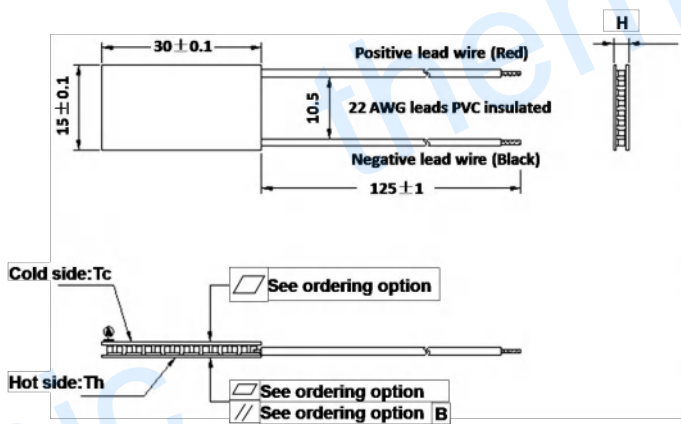 H
30±0.1
Positive lead wire (Red)
15±0.1
10.5
22 AWG leads PVC insulated
Negative lead wire (Black)
125±1
Cold side:Tc
See ordering option
A
Hot side:Th
See ordering option
// See ordering option B